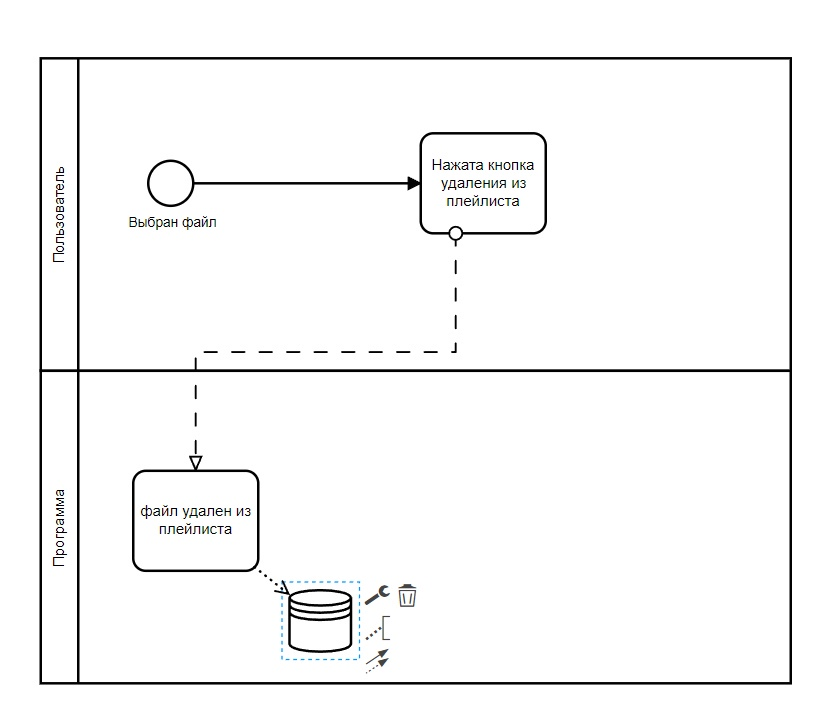 Пользователь
Нажата кнопка
удаления из
плейлиста
Выбран файл
Программа
файл удален из
плейлиста